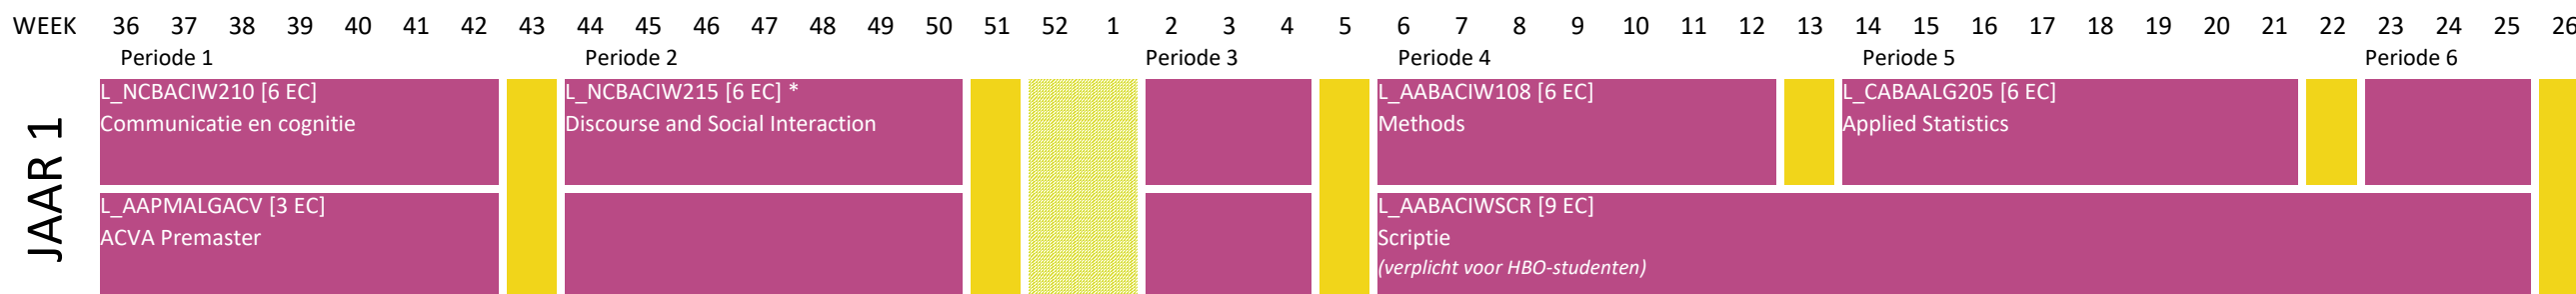 WEEK 36 37 38 39 40 41 42 43 44 45 46 47 48 49 50 51 52 1 2 3 4 5 6 7 8 9 10 11 12 13 14 15 16 17 18 19 20 21 22 23 24 25 26
Periode 1 Periode 2 Periode 3 Periode 4 Periode 5 Periode 6
JAAR 1
L_NCBACIW210 [6 EC]
Communicatie en cognitie
L_NCBACIW215 [6 EC] *
Discourse and Social Interaction
L_AABACIW108 [6 EC]
Methods
L_CABAALG205 [6 EC]
Applied Statistics
L_AAPMALGACV [3 EC]
ACVA Premaster
L_AABACIWSCR [9 EC]
Scriptie
(verplicht voor HBO-studenten)